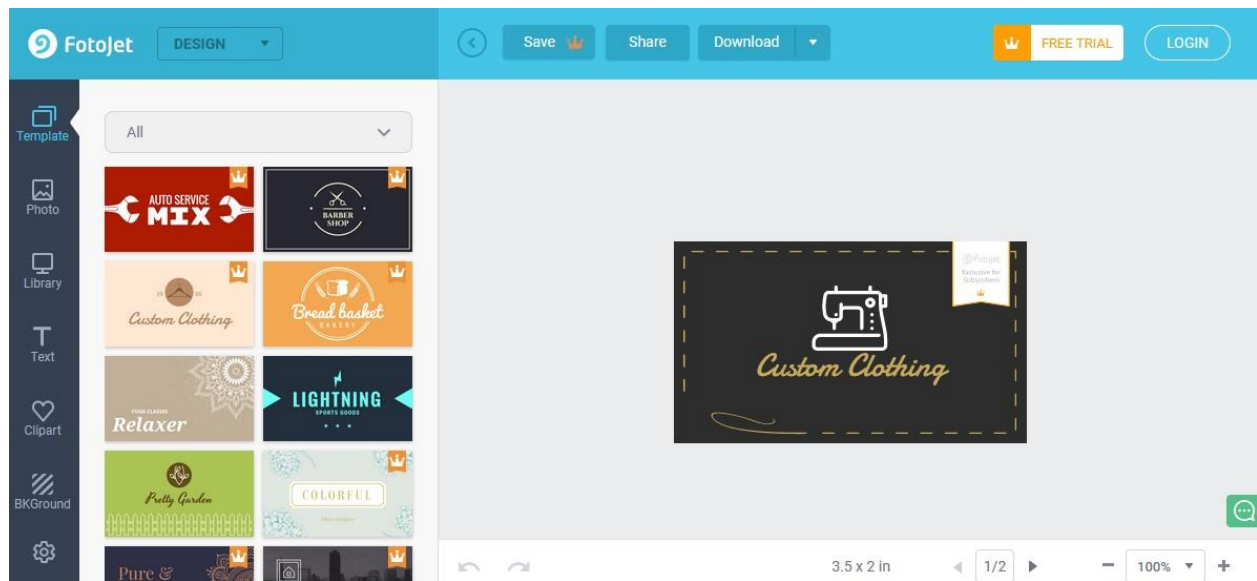 FotoJet
DESIGN
Save
Share
Download
FREE TRIAL
LOGIN
Template
Photo
Library
Text
Clipart
BKGround
All
AUTO SERVICE
MIX
BARBER
SHOP
Custom Clothing
Bread basket
BAKERY
YOGA CLASSES
Relaxer
LIGHTNING
SPORTS GOODS
Pretty Garden
COLORFUL
Pure &
FotoJet
Exclusive for
Subscribers
Custom Clothing
3.5 x 2 in
1/2
100%